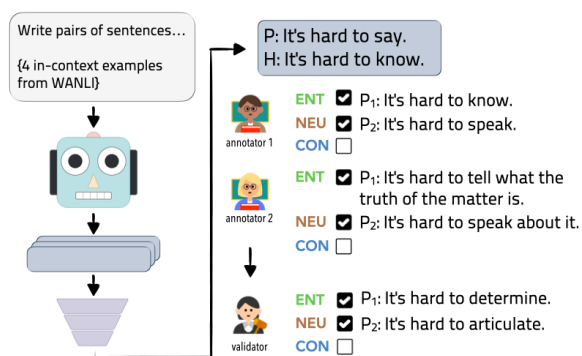 Write pairs of sentences...
{4 in-context examples
from WANLI}
P: It's hard to say.
H: It's hard to know.
annotator 1
ENT P₁: It's hard to know.
NEU P₂: It's hard to speak.
CON
annotator 2
ENT P₁: It's hard to tell what the
truth of the matter is.
NEU P₂: It's hard to speak about it.
CON
validator
ENT P₁: It's hard to determine.
NEU P₂: It's hard to articulate.
CON